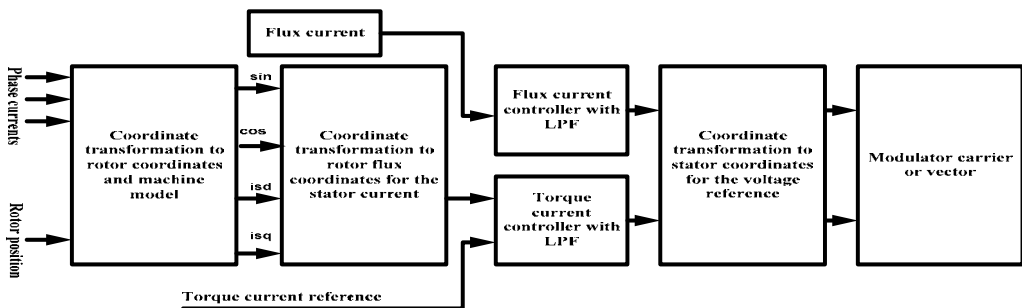 Flux current
Phase currents
Rotor position
Coordinate
transformation to
rotor coordinates
and machine
model
sin
cos
isd
isq
Coordinate
transformation to
rotor flux
coordinates for the
stator current
Flux current
controller with
LPF
Torque
current
controller with
LPF
Coordinate
transformation to
stator coordinates
for the voltage
reference
Modulator carrier
or vector
Torque current reference